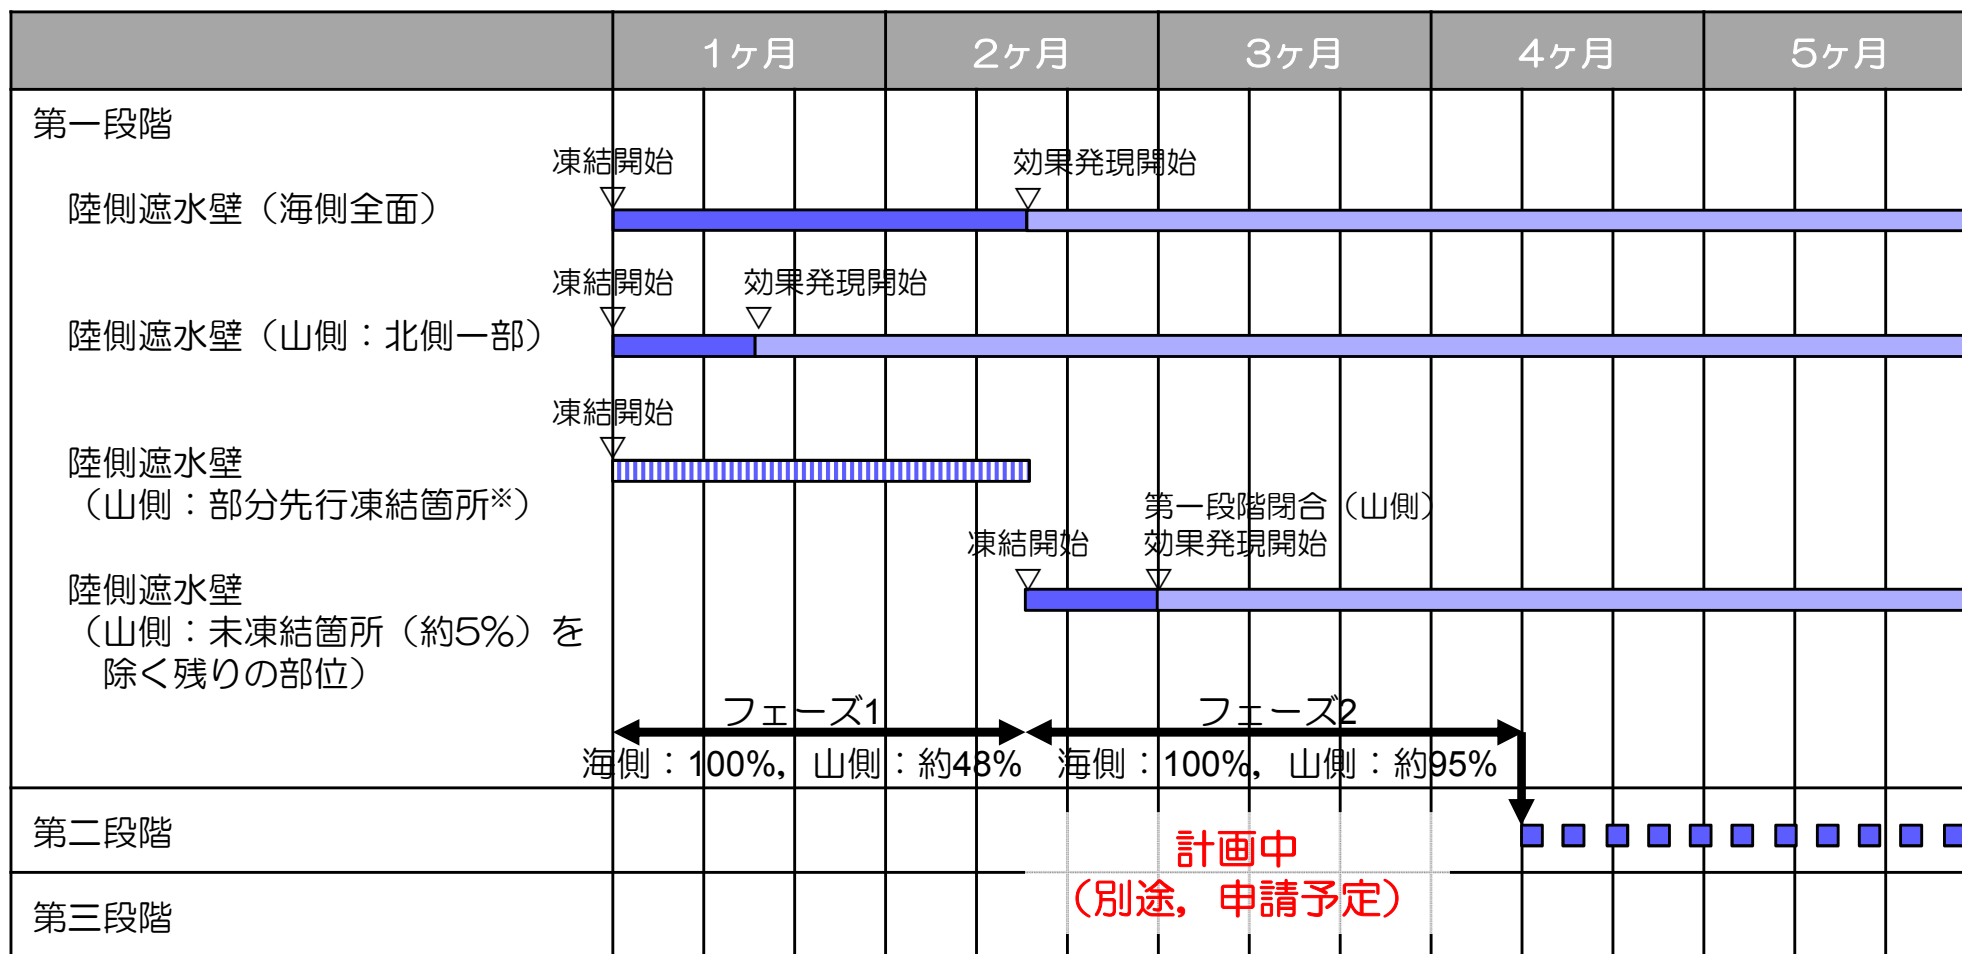 1ヶ月
2ヶ月
3ヶ月
4ヶ月
5ヶ月
第一段階
凍結開始
効果発現開始
陸側遮水壁（海側全面）
凍結開始
効果発現開始
陸側遮水壁（山側：北側一部）
凍結開始
陸側遮水壁
（山側：部分先行凍結箇所※）
第一段階閉合（山側）
凍結開始
効果発現開始
陸側遮水壁
（山側：未凍結箇所（約5%）を
除く残りの部位）
フェーズ1
フェーズ2
海側：100%，山側：約48%
海側：100%，山側：約95%
第二段階
計画中
（別途，申請予定）
第三段階